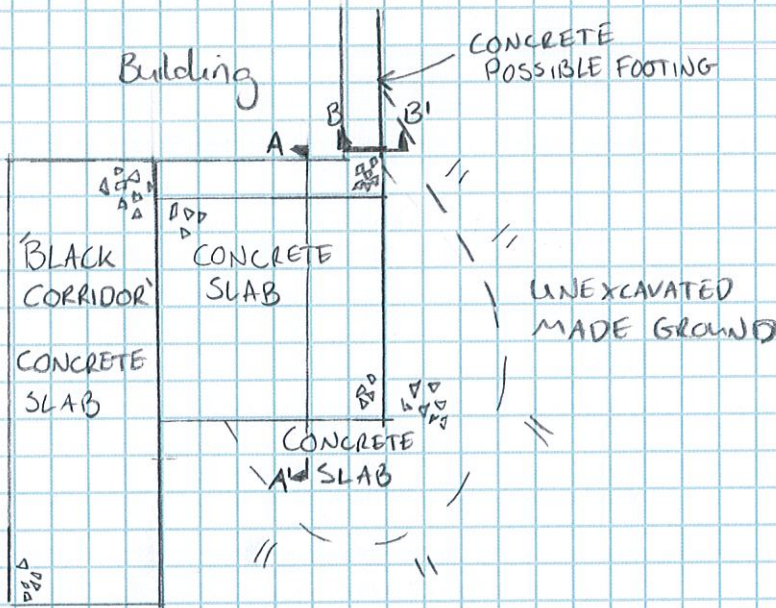 CONCRETE
POSSIBLE FOOTING
Building
B
B'
A
'BLACK
CORRIDOR'
CONCRETE
SLAB
CONCRETE
SLAB
UNEXCAVATED
MADE GROUND
CONCRETE
SLAB
A'